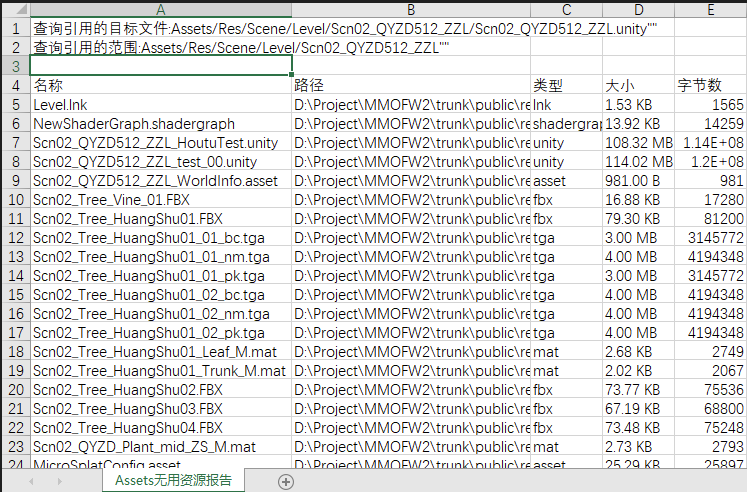 A B C D E
1 查询引用的目标文件:Assets/Res/Scene/Level/Scn02_QYZD512_ZZL/Scn02_QYZD512_ZZL.unity""
2 查询引用的范围:Assets/Res/Scene/Level/Scn02_QYZD512_ZZL""
3
4 名称 路径 类型 大小 字节数
5 Level.lnk D:\Project\MMOFW2\trunk\public\re lnk 1.53 KB 1565
6 NewShaderGraph.shadergraph D:\Project\MMOFW2\trunk\public\re shadergrap 13.92 KB 14259
7 Scn02_QYZD512_ZZL_HoutuTest.unity D:\Project\MMOFW2\trunk\public\re unity 108.32 MB 1.14E+08
8 Scn02_QYZD512_ZZL_test_00.unity D:\Project\MMOFW2\trunk\public\re unity 114.02 MB 1.2E+08
9 Scn02_QYZD512_ZZL_WorldInfo.asset D:\Project\MMOFW2\trunk\public\re asset 981.00 B 981
10 Scn02_Tree_Vine_01.FBX D:\Project\MMOFW2\trunk\public\re fbx 16.88 KB 17280
11 Scn02_Tree_HuangShu01.FBX D:\Project\MMOFW2\trunk\public\re fbx 79.30 KB 81200
12 Scn02_Tree_HuangShu01_01_bc.tga D:\Project\MMOFW2\trunk\public\re tga 3.00 MB 3145772
13 Scn02_Tree_HuangShu01_01_nm.tga D:\Project\MMOFW2\trunk\public\re tga 4.00 MB 4194348
14 Scn02_Tree_HuangShu01_01_pk.tga D:\Project\MMOFW2\trunk\public\re tga 3.00 MB 3145772
15 Scn02_Tree_HuangShu01_02_bc.tga D:\Project\MMOFW2\trunk\public\re tga 4.00 MB 4194348
16 Scn02_Tree_HuangShu01_02_nm.tga D:\Project\MMOFW2\trunk\public\re tga 4.00 MB 4194348
17 Scn02_Tree_HuangShu01_02_pk.tga D:\Project\MMOFW2\trunk\public\re tga 4.00 MB 4194348
18 Scn02_Tree_HuangShu01_Leaf_M.mat D:\Project\MMOFW2\trunk\public\re mat 2.68 KB 2749
19 Scn02_Tree_HuangShu01_Trunk_M.mat D:\Project\MMOFW2\trunk\public\re mat 2.02 KB 2067
20 Scn02_Tree_HuangShu02.FBX D:\Project\MMOFW2\trunk\public\re fbx 73.77 KB 75536
21 Scn02_Tree_HuangShu03.FBX D:\Project\MMOFW2\trunk\public\re fbx 67.19 KB 68800
22 Scn02_Tree_HuangShu04.FBX D:\Project\MMOFW2\trunk\public\re fbx 73.48 KB 75248
23 Scn02_QYZD_Plant_mid_ZS_M.mat D:\Project\MMOFW2\trunk\public\re mat 2.73 KB 2793
24 MicroSplatConfig.asset D:\Project\MMOFW2\trunk\public\re asset 25.29 KB 25897
Assets无用资源报告